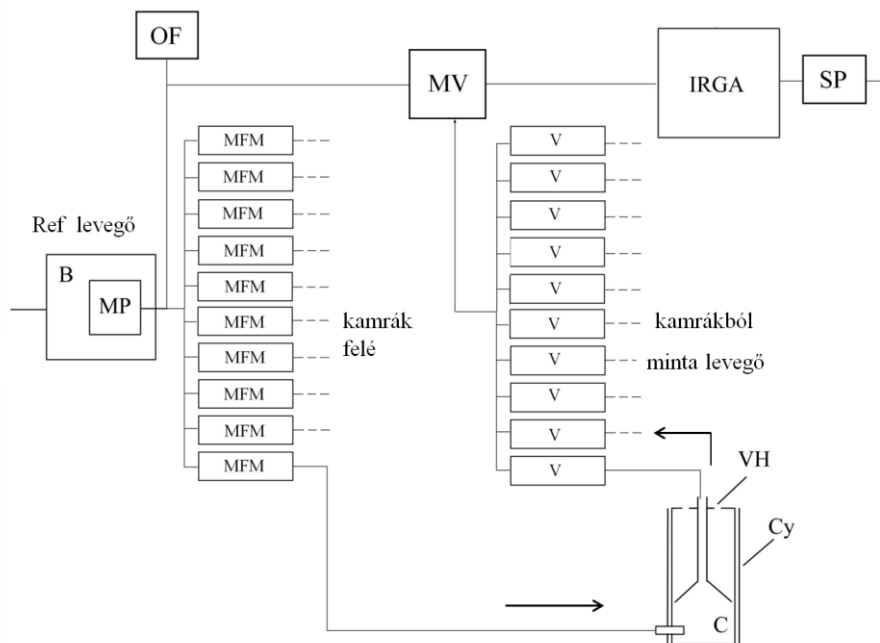 OF
MV
IRGA
SP
MFM
MFM
MFM
MFM
MFM
MFM
MFM
MFM
MFM
MFM
V
V
V
V
V
V
V
V
V
V
Ref levegő
B
MP
kamrák
felé
kamrákból
minta levegő
VH
Cy
C